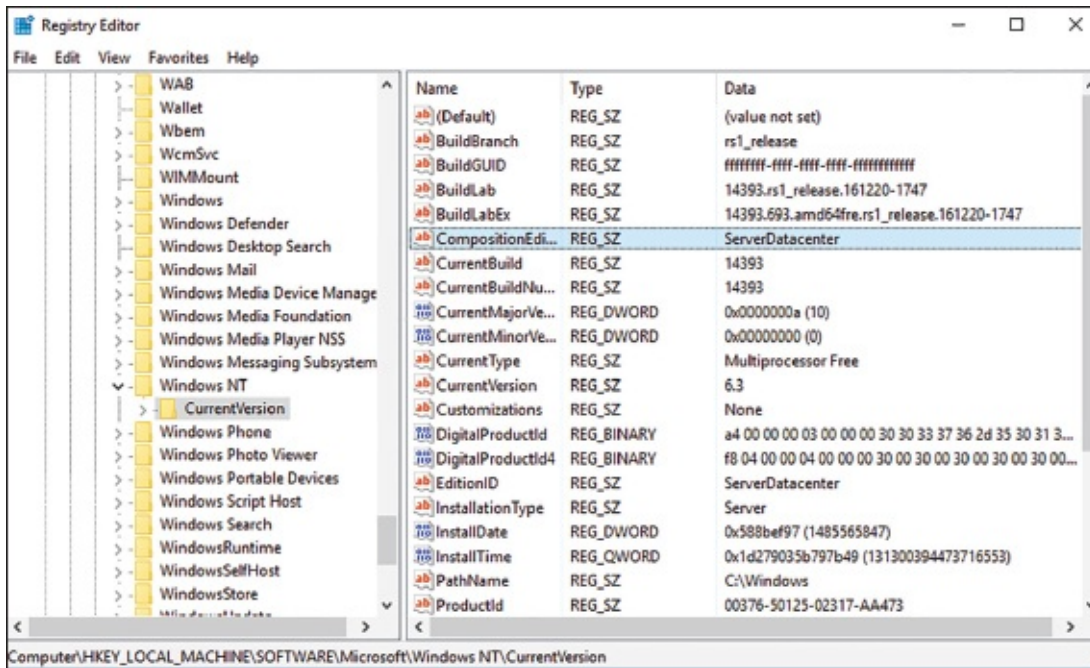 Registry Editor
File Edit View Favorites Help
WAB
Wallet
Wbem
WcmSvc
WIMMount
Windows
Windows Defender
Windows Desktop Search
Windows Mail
Windows Media Device Manage
Windows Media Foundation
Windows Media Player NSS
Windows Messaging Subsystem
Windows NT
CurrentVersion
Windows Phone
Windows Photo Viewer
Windows Portable Devices
Windows Script Host
Windows Search
WindowsRuntime
WindowsSelfHost
WindowsStore
Name Type Data
(Default) REG_SZ (value not set)
BuildBranch REG_SZ rs1_release
BuildGUID REG_SZ ffffffff-ffff-ffff-ffff-ffffffffffff
BuildLab REG_SZ 14393.rs1_release.161220-1747
BuildLabEx REG_SZ 14393.693.amd64fre.rs1_release.161220-1747
CompositionEdi... REG_SZ ServerDatacenter
CurrentBuild REG_SZ 14393
CurrentBuildNu... REG_SZ 14393
CurrentMajorVe... REG_DWORD 0x0000000a (10)
CurrentMinorVe... REG_DWORD 0x00000000 (0)
CurrentType REG_SZ Multiprocessor Free
CurrentVersion REG_SZ 6.3
Customizations REG_SZ None
DigitalProductId REG_BINARY a4 00 00 00 03 00 00 00 30 30 33 37 36 2d 35 30 31 3...
DigitalProductId4 REG_BINARY f8 04 00 00 04 00 00 00 30 00 30 00 30 00 30 00 30 00...
EditionID REG_SZ ServerDatacenter
InstallationType REG_SZ Server
InstallDate REG_DWORD 0x588bef97 (1485565847)
InstallTime REG_QWORD 0x1d279035b797b49 (131300394473716553)
PathName REG_SZ C:\Windows
ProductId REG_SZ 00376-50125-02317-AA473
Computer\HKEY_LOCAL_MACHINE\SOFTWARE\Microsoft\Windows NT\CurrentVersion